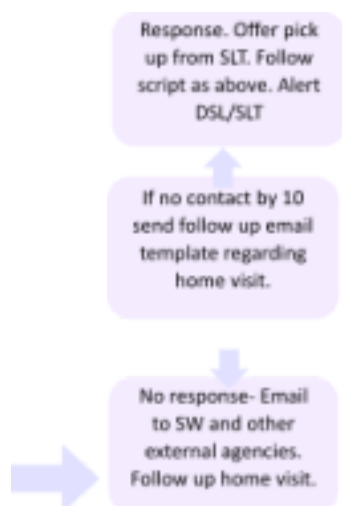 Response. Offer pick
up from SLT. Follow
script as above. Alert
DSL/SLT
If no contact by 10
send follow up email
template regarding
home visit.
No response- Email
to SW and other
external agencies.
Follow up home visit.